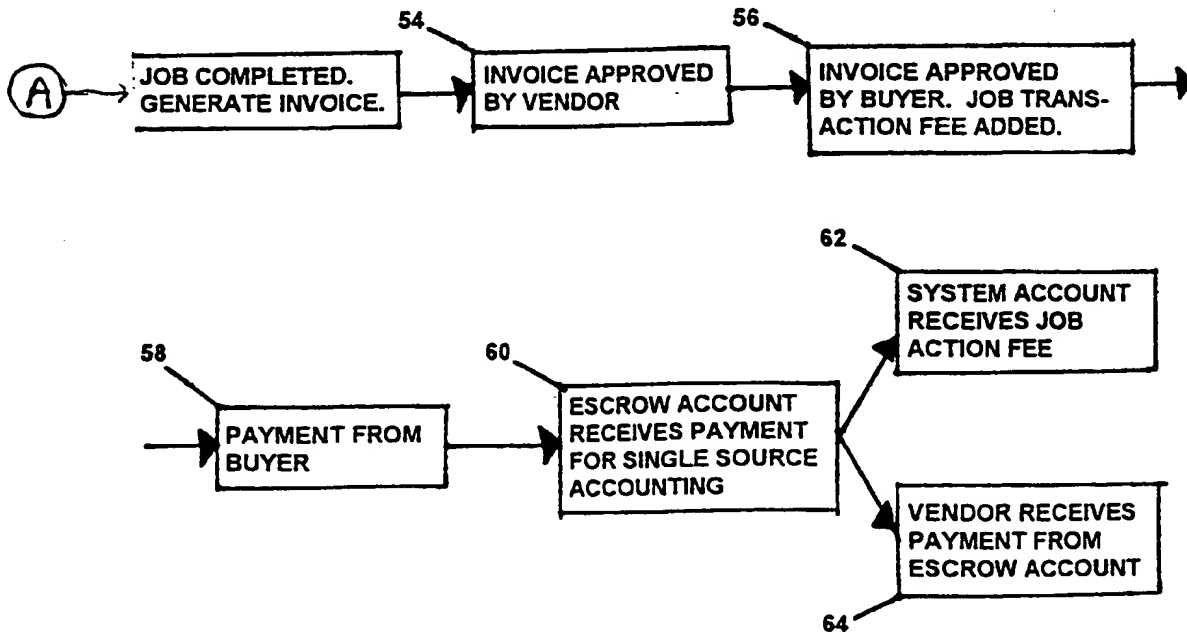 54
56
A
JOB COMPLETED.
GENERATE INVOICE.
INVOICE APPROVED
BY VENDOR
INVOICE APPROVED
BY BUYER. JOB TRANS-
ACTION FEE ADDED.
58
PAYMENT FROM
BUYER
60
ESCROW ACCOUNT
RECEIVES PAYMENT
FOR SINGLE SOURCE
ACCOUNTING
62
SYSTEM ACCOUNT
RECEIVES JOB
ACTION FEE
VENDOR RECEIVES
PAYMENT FROM
ESCROW ACCOUNT
64